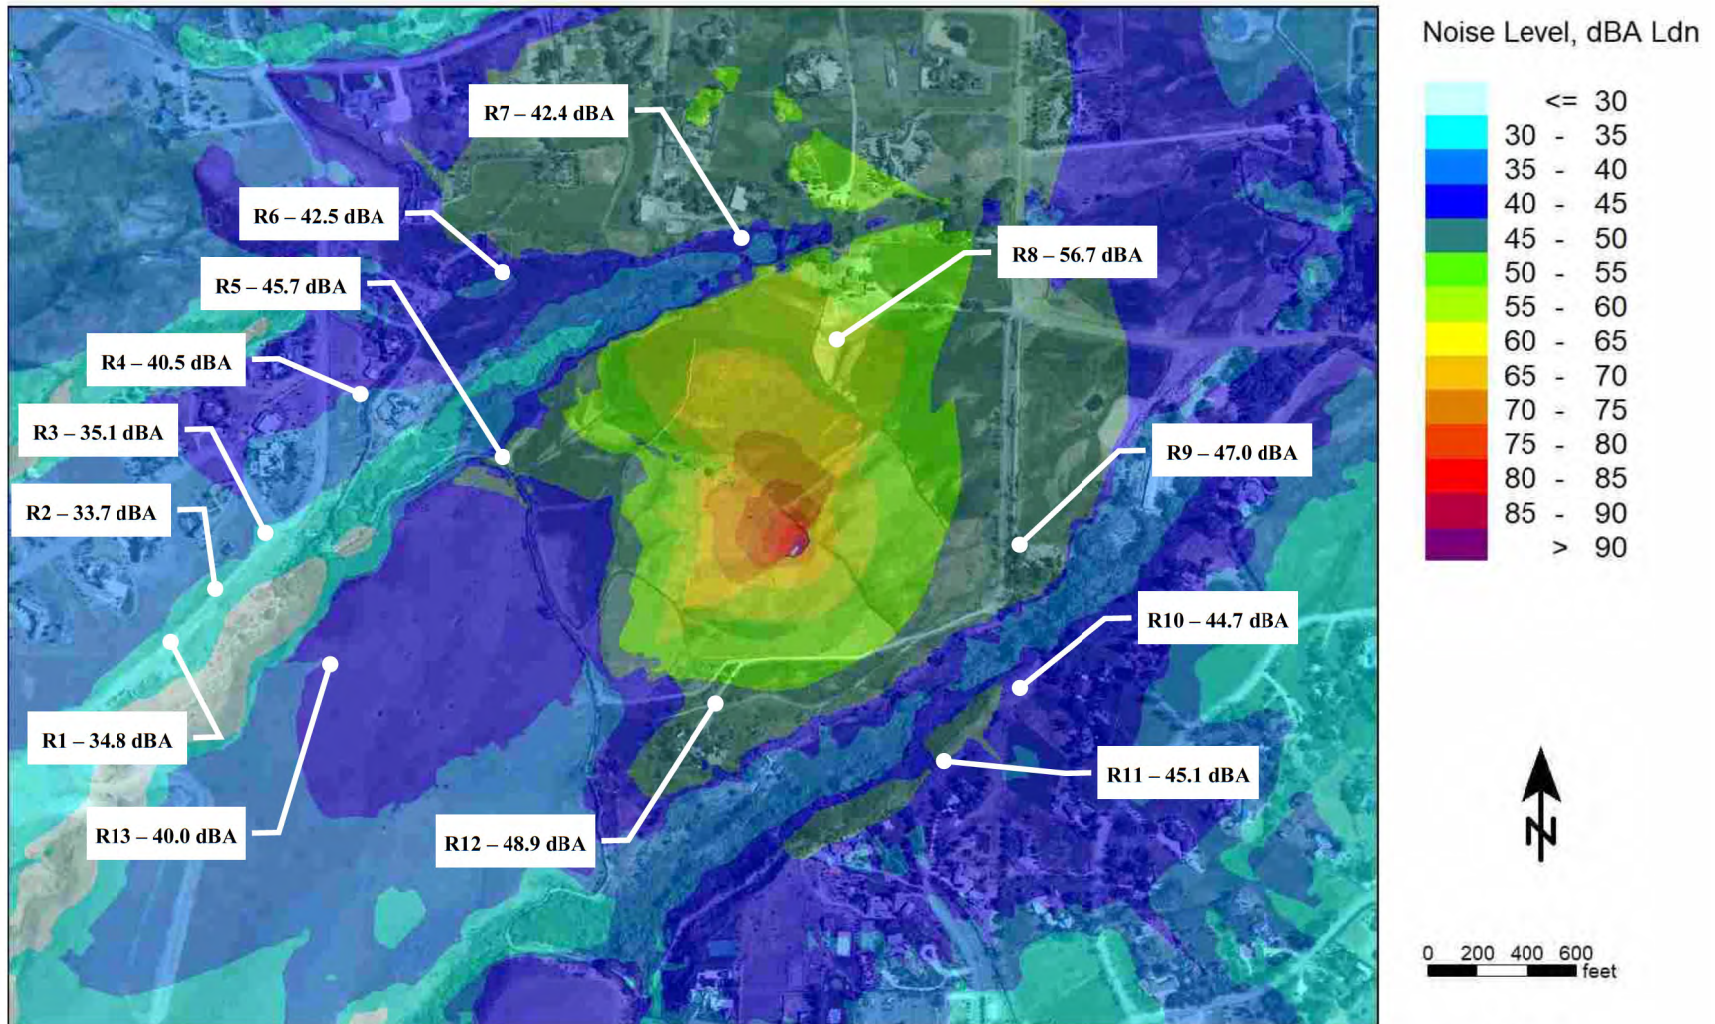 Noise Level, dBA Ldn
<= 30
30 - 35
35 - 40
40 - 45
45 - 50
50 - 55
55 - 60
60 - 65
65 - 70
70 - 75
75 - 80
80 - 85
85 - 90
> 90
R7 – 42.4 dBA
R6 – 42.5 dBA
R8 – 56.7 dBA
R5 – 45.7 dBA
R4 – 40.5 dBA
R3 – 35.1 dBA
R9 – 47.0 dBA
R2 – 33.7 dBA
R10 – 44.7 dBA
R1 – 34.8 dBA
R11 – 45.1 dBA
R13 – 40.0 dBA
R12 – 48.9 dBA
N
0 200 400 600
feet